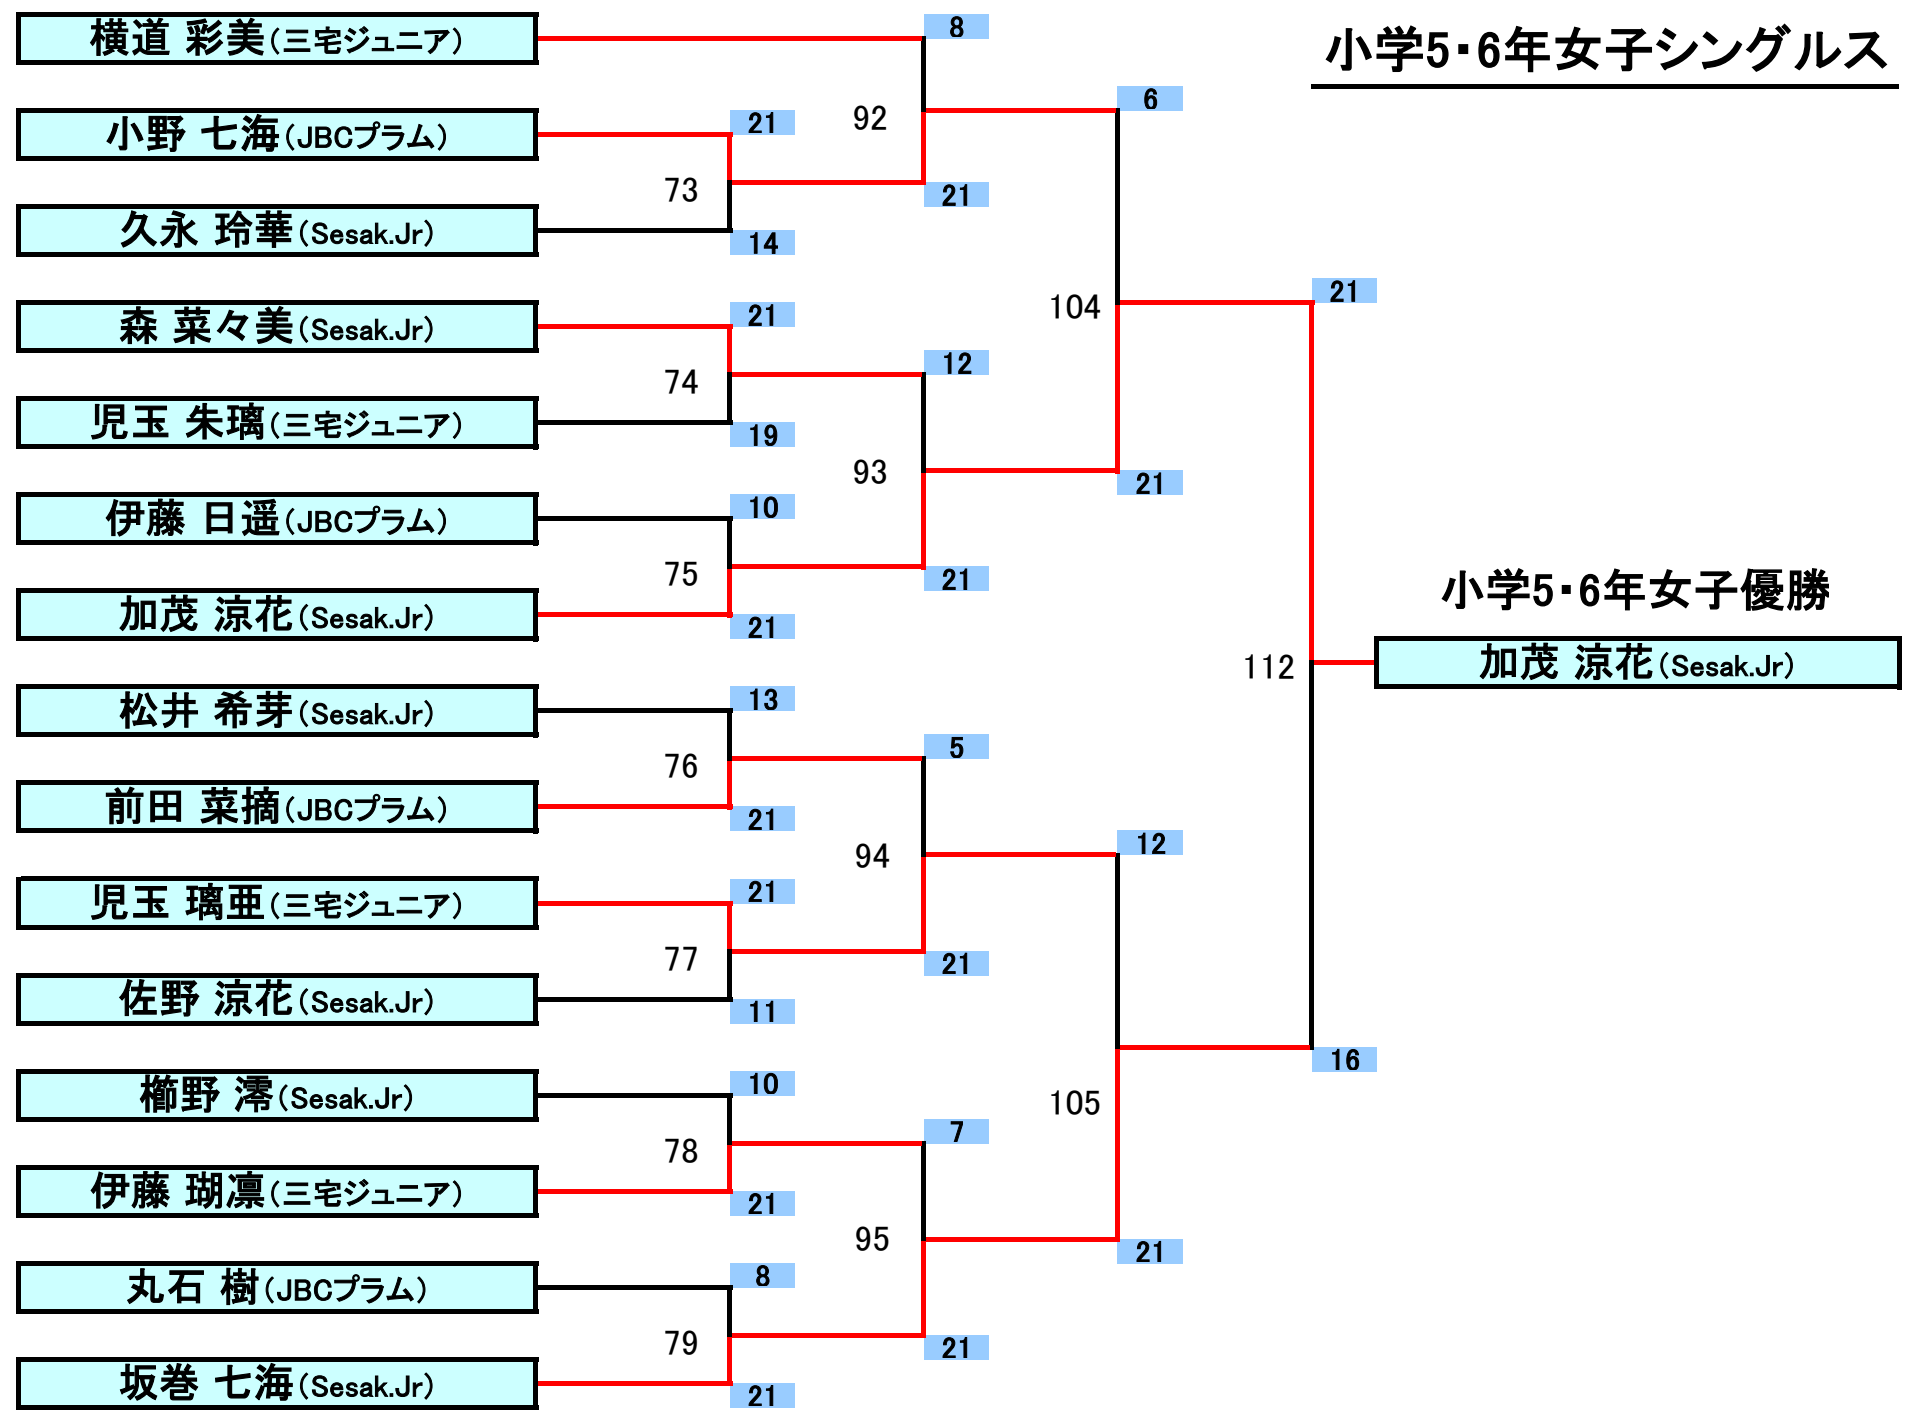 小学5・6年女子シングルス
横道 彩美(三宅ジュニア)
8
6
小野 七海(JBCプラム)
21
92
73
21
久永 玲華(Sesak.Jr)
14
21
104
森 菜々美(Sesak.Jr)
21
12
74
児玉 朱璃(三宅ジュニア)
19
93
21
伊藤 日遥(JBCプラム)
10
75
21
小学5・6年女子優勝
加茂 涼花(Sesak.Jr)
21
112
加茂 涼花(Sesak.Jr)
松井 希芽(Sesak.Jr)
13
5
76
前田 菜摘(JBCプラム)
21
94
12
児玉 璃亜(三宅ジュニア)
21
77
21
佐野 涼花(Sesak.Jr)
11
16
櫛野 澪(Sesak.Jr)
10
105
7
78
伊藤 瑚凛(三宅ジュニア)
21
95
21
丸石 樹(JBCプラム)
8
79
21
坂巻 七海(Sesak.Jr)
21